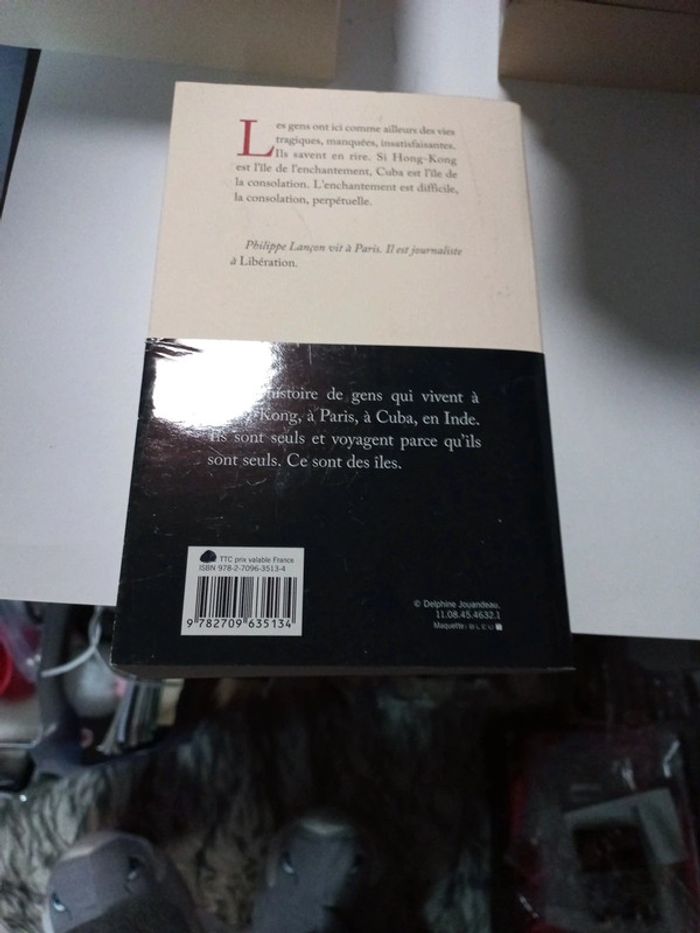 Les gens ont ici comme ailleurs des vies
tragiques, manquées, insatisfaisantes.
Ils savent en rire. Si Hong-Kong
est l'île de l'enchantement, Cuba est l'île de
la consolation. L'enchantement est difficile,
la consolation, perpétuelle.
Philippe Lançon vit à Paris. Il est journaliste
à Libération.
histoire de gens qui vivent à
Kong, à Paris, à Cuba, en Inde.
Ils sont seuls et voyagent parce qu'ils
sont seuls. Ce sont des îles.
TTC prix valable France
ISBN 978-2-7096-3513-4
9 782709 635134
© Delphine Jouandeau,
11.08.45.4632.1
Maquette : BLEU T